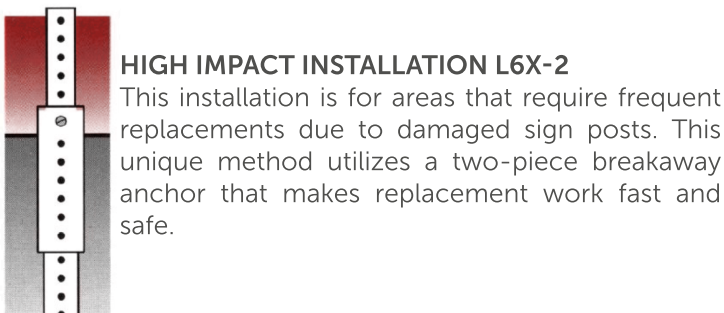 HIGH IMPACT INSTALLATION L6X-2
This installation is for areas that require frequent
replacements due to damaged sign posts. This
unique method utilizes a two-piece breakaway
anchor that makes replacement work fast and
safe.